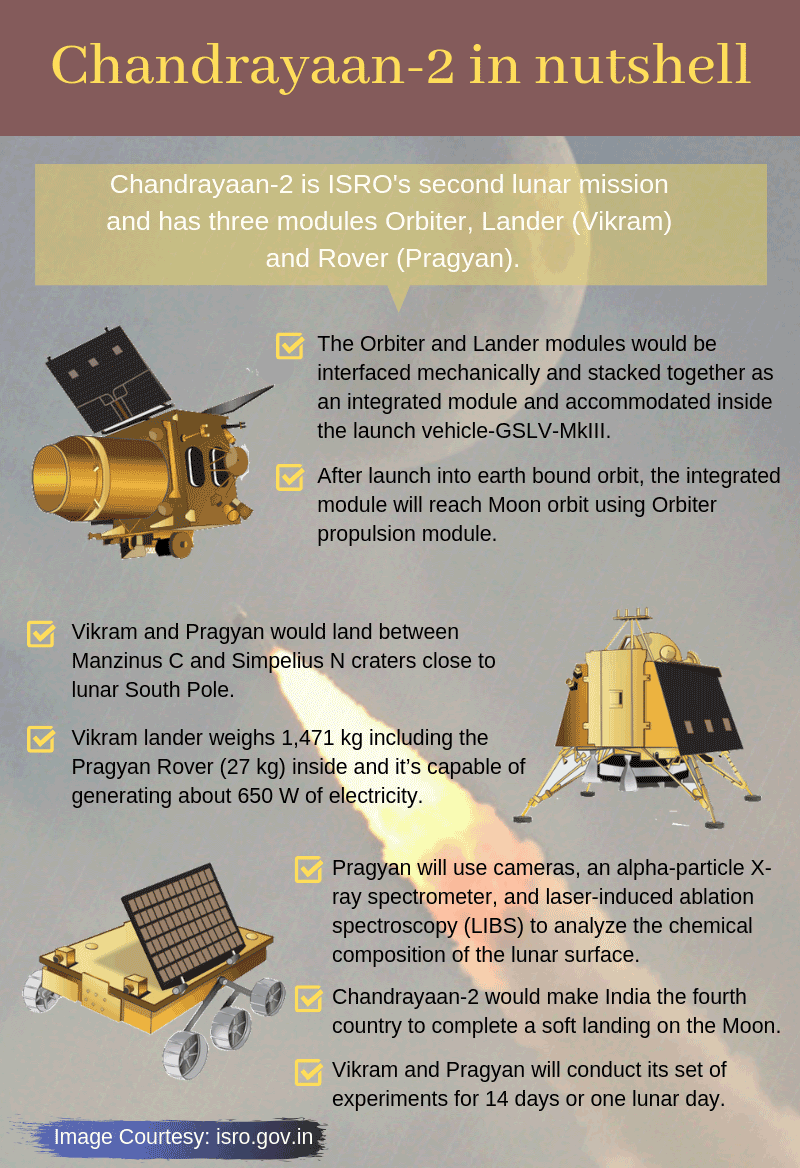 Chandrayaan-2 in nutshell
Chandrayaan-2 is ISRO's second lunar mission
and has three modules Orbiter, Lander (Vikram)
and Rover (Pragyan).
The Orbiter and Lander modules would be
interfaced mechanically and stacked together as
an integrated module and accommodated inside
the launch vehicle-GSLV-MkIII.
After launch into earth bound orbit, the integrated
module will reach Moon orbit using Orbiter
propulsion module.
Vikram and Pragyan would land between
Manzinus C and Simpelius N craters close to
lunar South Pole.
Vikram lander weighs 1,471 kg including the
Pragyan Rover (27 kg) inside and it’s capable of
generating about 650 W of electricity.
Pragyan will use cameras, an alpha-particle X-
ray spectrometer, and laser-induced ablation
spectroscopy (LIBS) to analyze the chemical
composition of the lunar surface.
Chandrayaan-2 would make India the fourth
country to complete a soft landing on the Moon.
Vikram and Pragyan will conduct its set of
experiments for 14 days or one lunar day.
Image Courtesy: isro.gov.in